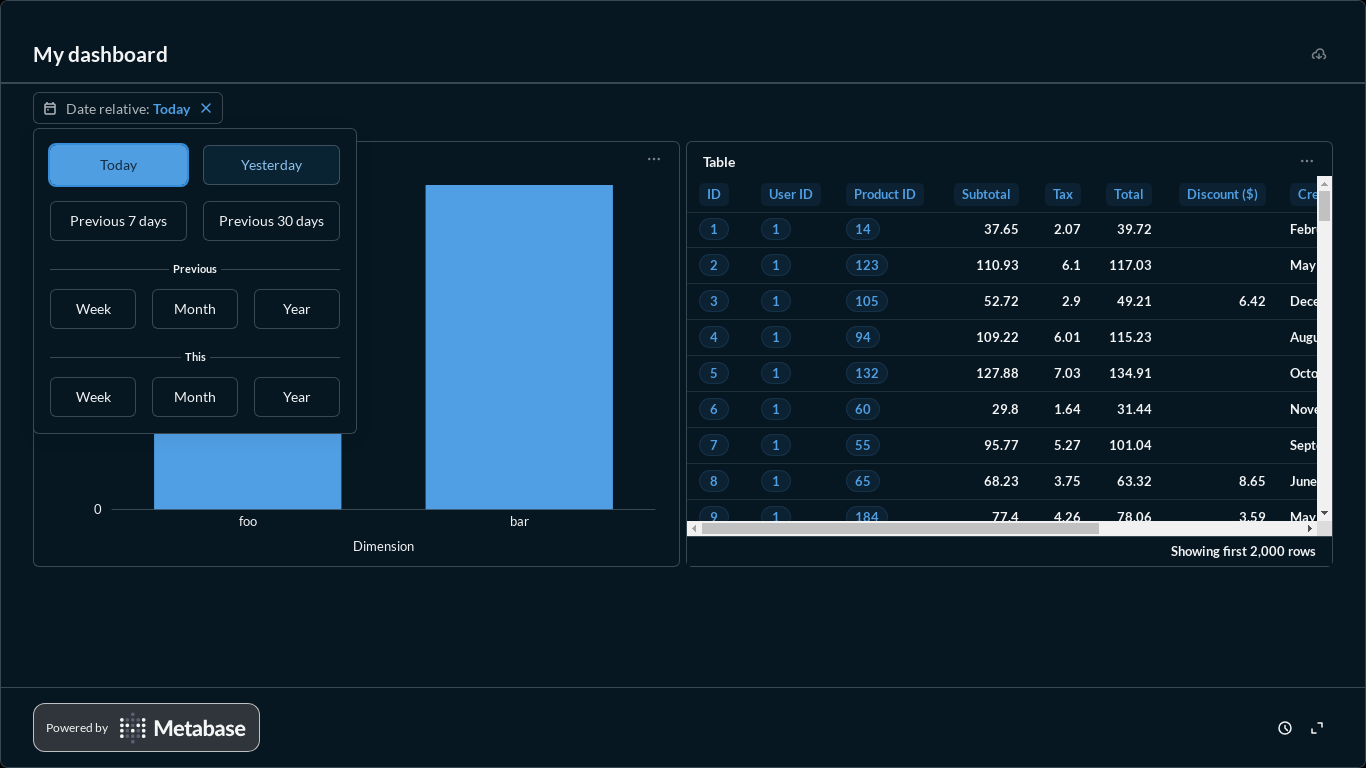 My dashboard
Date relative: Today
Today Yesterday
Previous 7 days Previous 30 days
Previous
Week Month Year
This
Week Month Year
0
foo bar
Dimension
Table
ID User ID Product ID Subtotal Tax Total Discount ($) Cre
1 1 14 37.65 2.07 39.72 Febru
2 1 123 110.93 6.1 117.03 May
3 1 105 52.72 2.9 49.21 6.42 Dece
4 1 94 109.22 6.01 115.23 Augu
5 1 132 127.88 7.03 134.91 Octo
6 1 60 29.8 1.64 31.44 Nove
7 1 55 95.77 5.27 101.04 Septe
8 1 65 68.23 3.75 63.32 8.65 June
9 1 184 77.4 4.26 78.06 3.59 May
Showing first 2,000 rows
Powered by Metabase